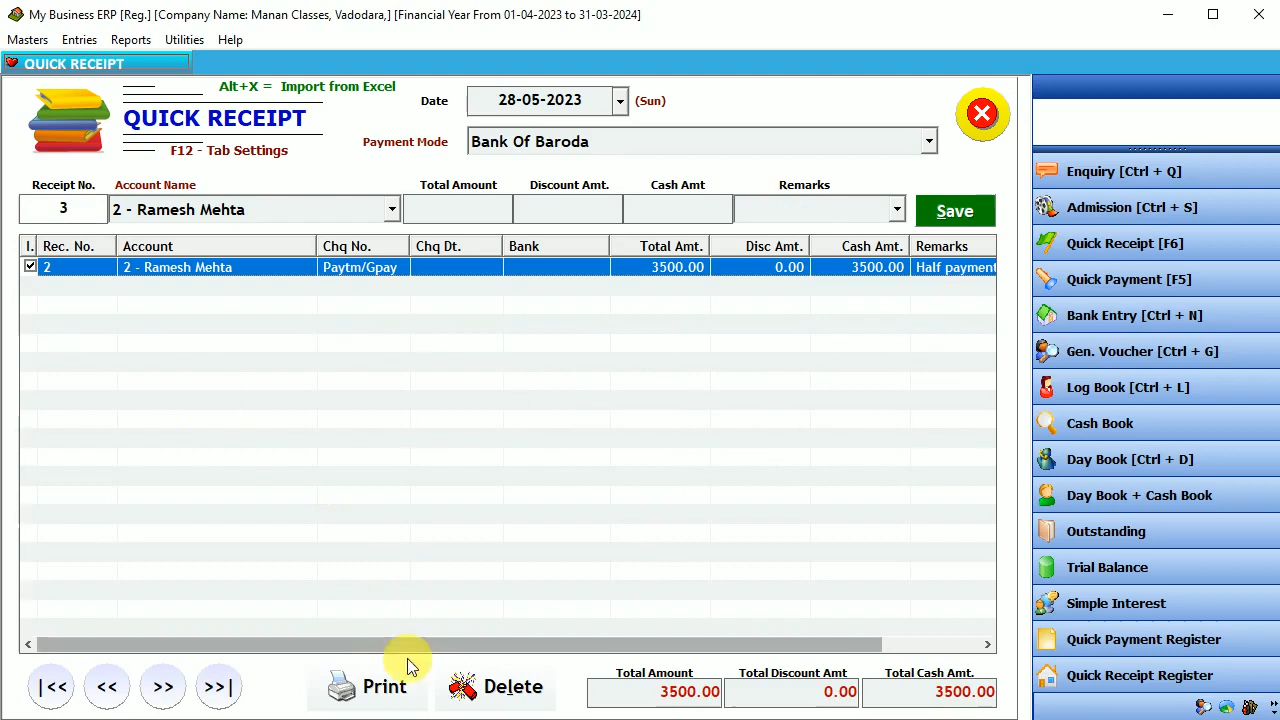 My Business ERP [Reg.] [Company Name: Manan Classes, Vadodara,] [Financial Year From 01-04-2023 to 31-03-2024]
Masters Entries Reports Utilities Help
QUICK RECEIPT
Alt+X = Import from Excel
QUICK RECEIPT
F12 - Tab Settings
Date 28-05-2023 (Sun)
Payment Mode Bank Of Baroda
Receipt No. Account Name Total Amount Discount Amt. Cash Amt Remarks
3 2 - Ramesh Mehta Save
I. Rec. No. Account Chq No. Chq Dt. Bank Total Amt. Disc Amt. Cash Amt. Remarks
2 2 - Ramesh Mehta Paytm/Gpay 3500.00 0.00 3500.00 Half payment
|<< << >> >>|
Print Delete
Total Amount Total Discount Amt Total Cash Amt.
3500.00 0.00 3500.00
Enquiry [Ctrl + Q]
Admission [Ctrl + S]
Quick Receipt [F6]
Quick Payment [F5]
Bank Entry [Ctrl + N]
Gen. Voucher [Ctrl + G]
Log Book [Ctrl + L]
Cash Book
Day Book [Ctrl + D]
Day Book + Cash Book
Outstanding
Trial Balance
Simple Interest
Quick Payment Register
Quick Receipt Register